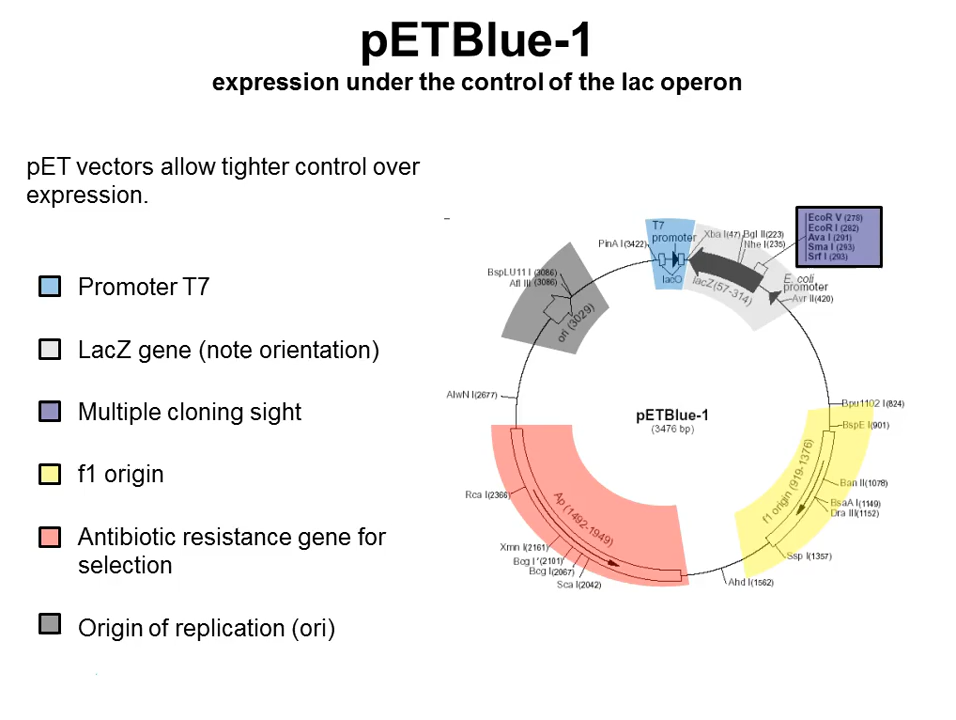 pETBlue-1
expression under the control of the lac operon
pET vectors allow tighter control over
expression.
Promoter T7
LacZ gene (note orientation)
Multiple cloning sight
f1 origin
Antibiotic resistance gene for
selection
Origin of replication (ori)
T7
promoter
PinA I(3422)
lacO
Xba I(47)
Bgl II(223)
Nhe I(235)
EcoR V (278)
EcoR I (282)
Ava I (291)
Sma I (293)
Srf I (293)
lacZ(57-314)
E. coli
promoter
Avr II(420)
BspLU11 I (3086)
Afl III (3086)
ori (3029)
AlwN I(2677)
pETBlue-1
(3476 bp)
Bpu1102 I(824)
BspE I(901)
f1 origin (919-1376)
Ban II(1078)
BsaA I(1149)
Dra III(1152)
Ssp I(1357)
Ahd I(1562)
Rca I(2366)
Ap (1492-1949)
Xmn I(2161)
Bcg I'(2101)
Bcg I(2067)
Sca I(2042)